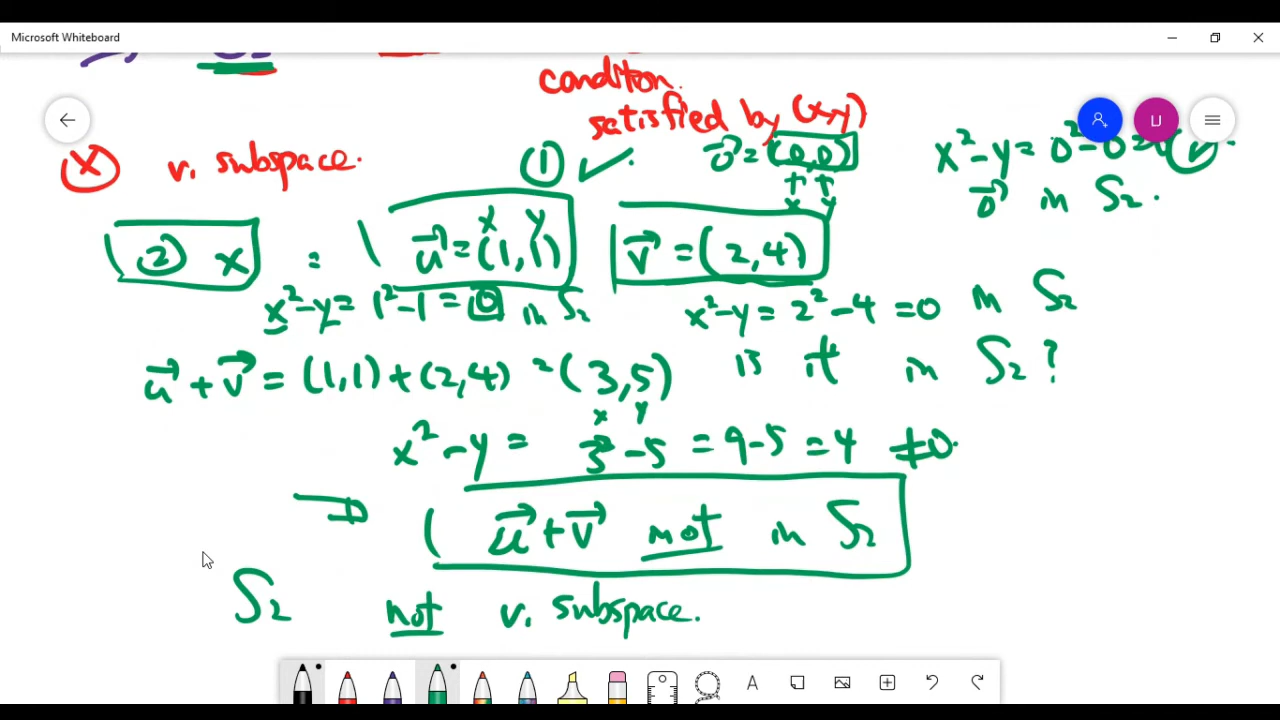 Microsoft Whiteboard
conditon.
satisfied by (x,y)
(x) v. subspace.
① ✓ 0⃗ = (0,0)
x y
x² - y = 0² - 0 = 0 ✓
0⃗ in S₂.
② x :
x y
u⃗ = (1,1)
v⃗ = (2,4)
x² - y = 1² - 1 = 0 in S₂
x² - y = 2² - 4 = 0 in S₂
u⃗ + v⃗ = (1,1) + (2,4) = (3,5) is it in S₂?
x y
x² - y = 3² - 5 = 9 - 5 = 4 ≠ 0.
⇒ u⃗ + v⃗ not in S₂
S₂ not v. subspace.
A